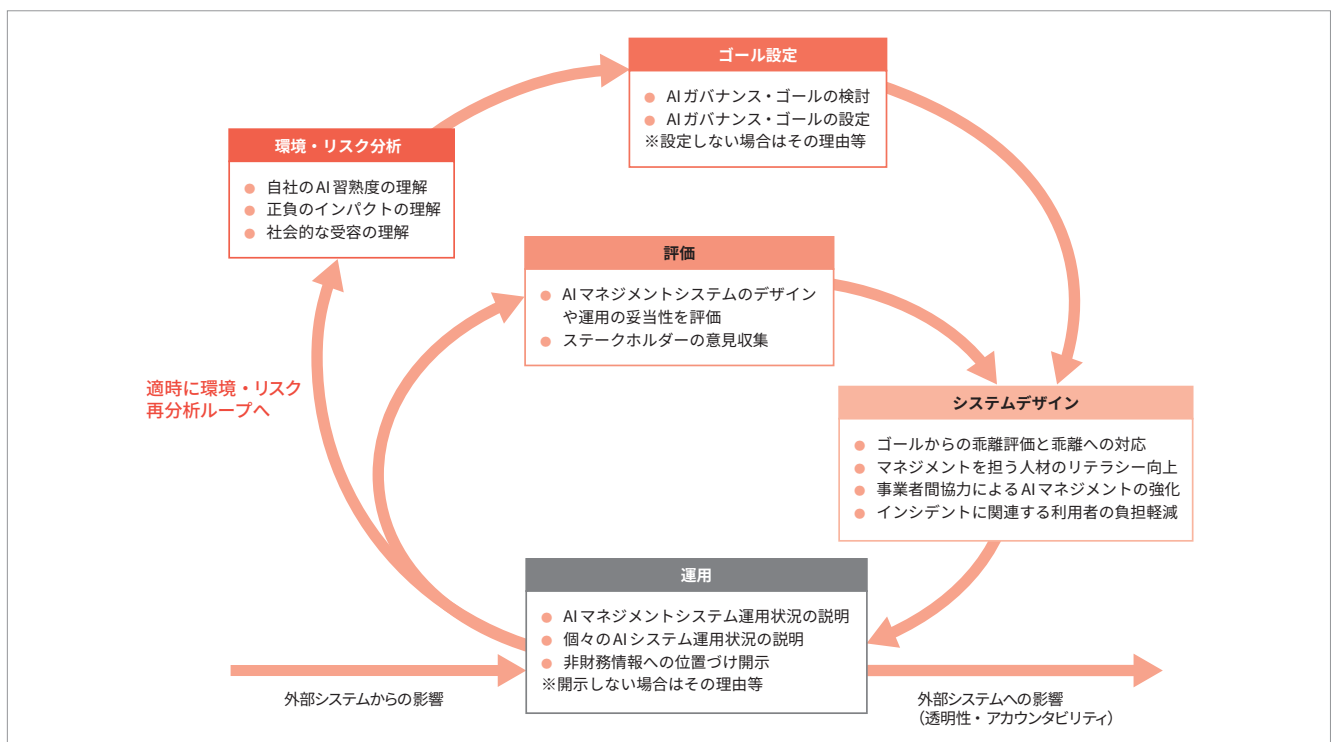 ゴール設定
● AIガバナンス・ゴールの検討
● AIガバナンス・ゴールの設定
※設定しない場合はその理由等
環境・リスク分析
● 自社のAI習熟度の理解
● 正負のインパクトの理解
● 社会的な受容の理解
評価
● AIマネジメントシステムのデザイン
や運用の妥当性を評価
● ステークホルダーの意見収集
適時に環境・リスク
再分析ループへ
システムデザイン
● ゴールからの乖離評価と乖離への対応
● マネジメントを担う人材のリテラシー向上
● 事業者間協力によるAIマネジメントの強化
● インシデントに関連する利用者の負担軽減
運用
● AIマネジメントシステム運用状況の説明
● 個々のAIシステム運用状況の説明
● 非財務情報への位置づけ開示
※開示しない場合はその理由等
外部システムからの影響
外部システムへの影響
（透明性・アカウンタビリティ）